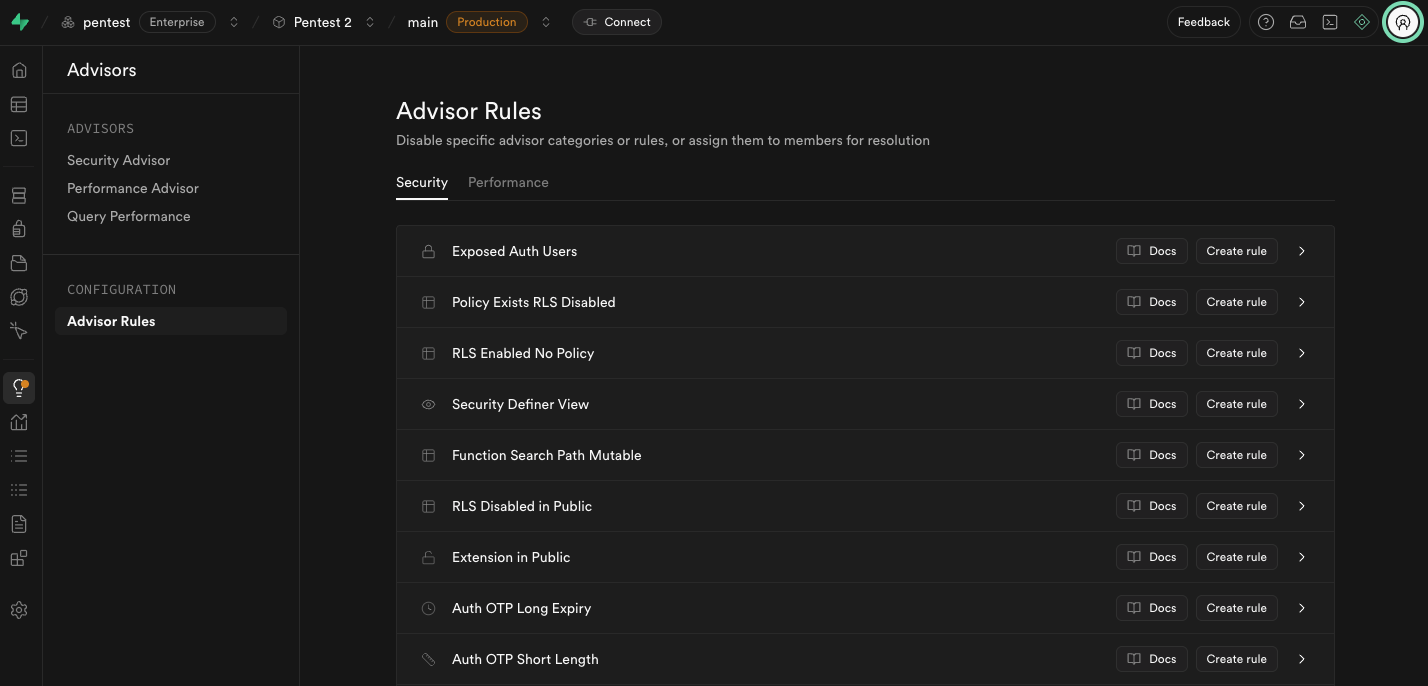 pentest Enterprise Pentest 2 main Production Connect Feedback
Advisors
ADVISORS
Security Advisor
Performance Advisor
Query Performance
CONFIGURATION
Advisor Rules
Advisor Rules
Disable specific advisor categories or rules, or assign them to members for resolution
Security Performance
Exposed Auth Users Docs Create rule
Policy Exists RLS Disabled Docs Create rule
RLS Enabled No Policy Docs Create rule
Security Definer View Docs Create rule
Function Search Path Mutable Docs Create rule
RLS Disabled in Public Docs Create rule
Extension in Public Docs Create rule
Auth OTP Long Expiry Docs Create rule
Auth OTP Short Length Docs Create rule